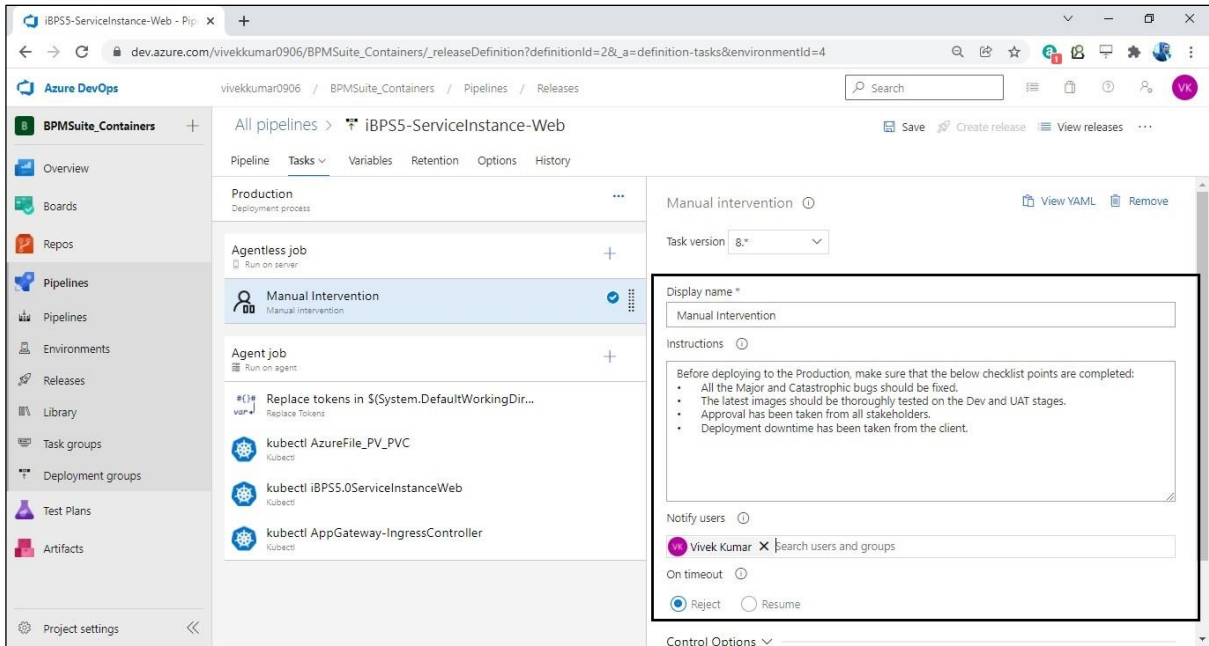 iBPS5-ServiceInstance-Web - Pip
dev.azure.com/vivekkumar0906/BPMSuite_Containers/_releaseDefinition?definitionId=2&_a=definition-tasks&environmentId=4
Azure DevOps
vivekkumar0906 / BPMSuite_Containers / Pipelines / Releases
Search
VK
B BPMSuite_Containers
All pipelines > iBPS5-ServiceInstance-Web
Save Create release View releases ...
Pipeline Tasks Variables Retention Options History
Overview
Boards
Repos
Pipelines
Pipelines
Environments
Releases
Library
Task groups
Deployment groups
Test Plans
Artifacts
Project settings
Production
Deployment process
Agentless job
Run on server
Manual Intervention
Manual intervention
Agent job
Run on agent
Replace tokens in $(System.DefaultWorkingDir...
Replace Tokens
kubectl AzureFile_PV_PVC
Kubectl
kubectl iBPS5.0ServiceInstanceWeb
Kubectl
kubectl AppGateway-IngressController
Kubectl
Manual intervention
View YAML Remove
Task version 8.*
Display name *
Manual Intervention
Instructions
Before deploying to the Production, make sure that the below checklist points are completed:
• All the Major and Catastrophic bugs should be fixed.
• The latest images should be thoroughly tested on the Dev and UAT stages.
• Approval has been taken from all stakeholders.
• Deployment downtime has been taken from the client.
Notify users
VK Vivek Kumar X Search users and groups
On timeout
Reject Resume
Control Options